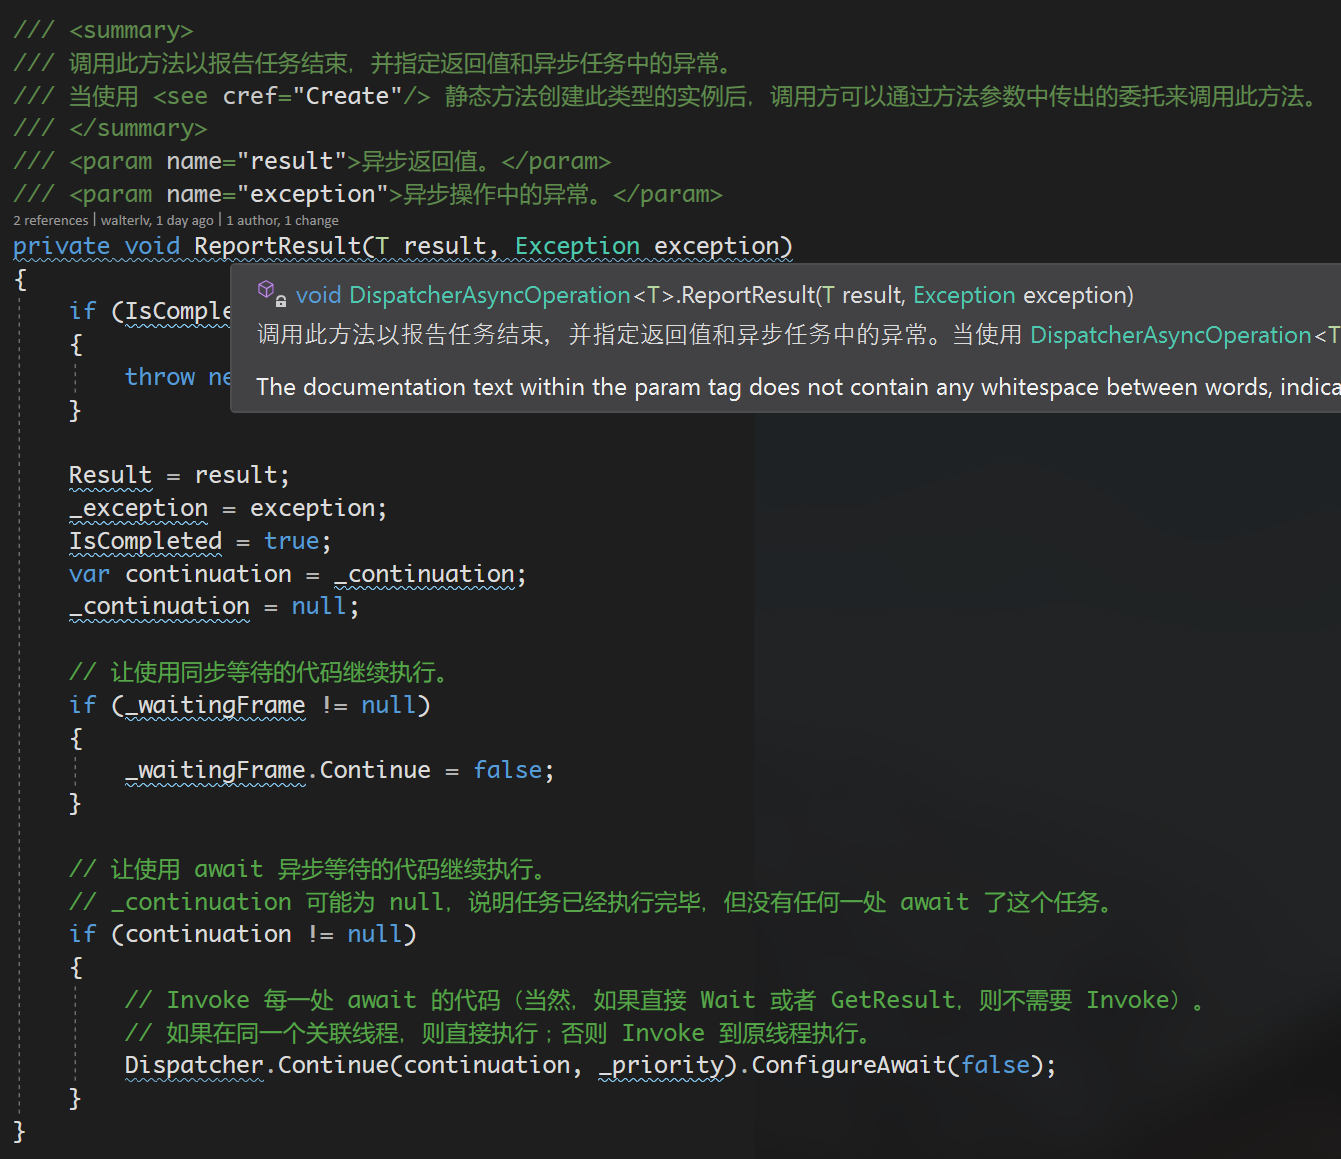 /// <summary>
/// 调用此方法以报告任务结束，并指定返回值和异步任务中的异常。
/// 当使用 <see cref="Create"/> 静态方法创建此类型的实例后，调用方可以通过方法参数中传出的委托来调用此方法。
/// </summary>
/// <param name="result">异步返回值。</param>
/// <param name="exception">异步操作中的异常。</param>
2 references | walterlv, 1 day ago | 1 author, 1 change
private void ReportResult(T result, Exception exception)
{
void DispatcherAsyncOperation<T>.ReportResult(T result, Exception exception)
if (IsComple
调用此方法以报告任务结束，并指定返回值和异步任务中的异常。当使用 DispatcherAsyncOperation<T
{
throw ne
The documentation text within the param tag does not contain any whitespace between words, indica
}
Result = result;
_exception = exception;
IsCompleted = true;
var continuation = _continuation;
_continuation = null;
// 让使用同步等待的代码继续执行。
if (_waitingFrame != null)
{
_waitingFrame.Continue = false;
}
// 让使用 await 异步等待的代码继续执行。
// _continuation 可能为 null，说明任务已经执行完毕，但没有任何一处 await 了这个任务。
if (continuation != null)
{
// Invoke 每一处 await 的代码（当然，如果直接 Wait 或者 GetResult，则不需要 Invoke）。
// 如果在同一个关联线程，则直接执行；否则 Invoke 到原线程执行。
Dispatcher.Continue(continuation, _priority).ConfigureAwait(false);
}
}